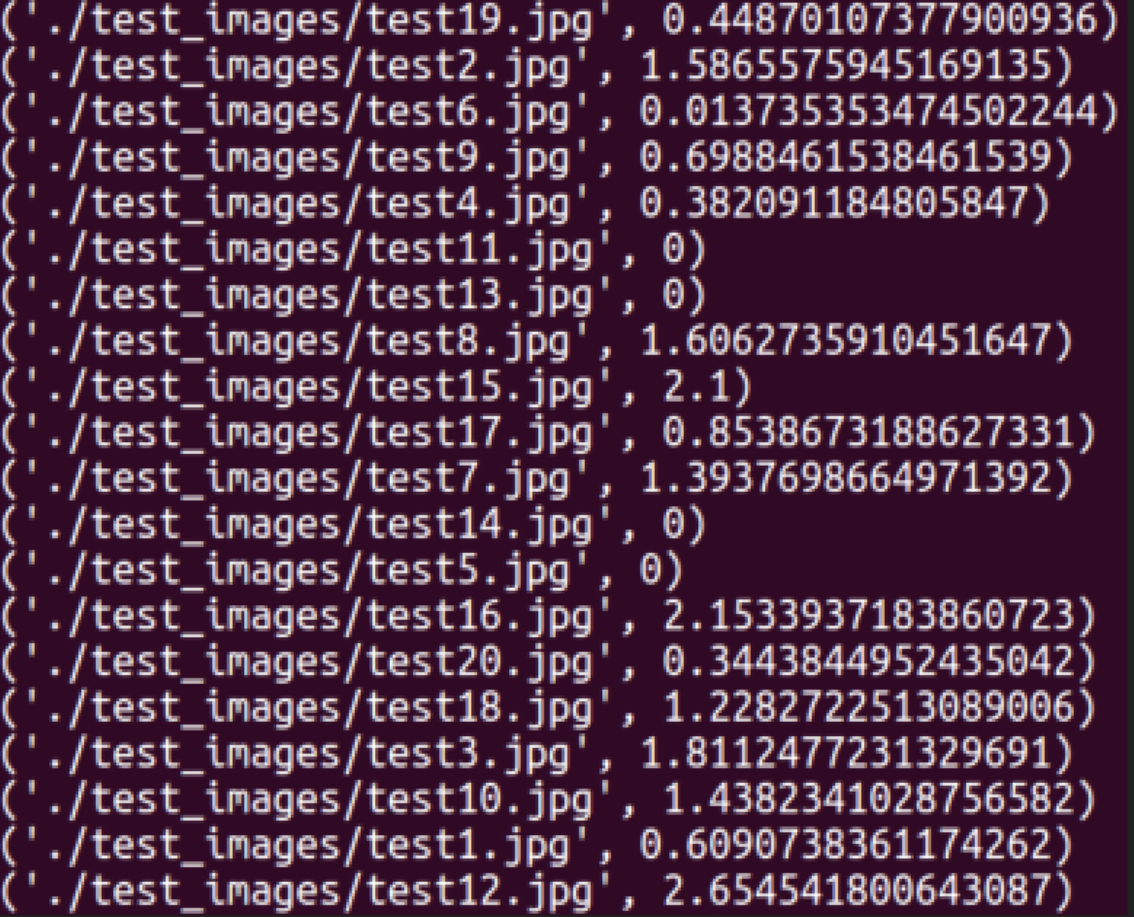 ('./test_images/test19.jpg', 0.44870107377900936)
('./test_images/test2.jpg', 1.5865575945169135)
('./test_images/test6.jpg', 0.013735353474502244)
('./test_images/test9.jpg', 0.6988461538461539)
('./test_images/test4.jpg', 0.382091184805847)
('./test_images/test11.jpg', 0)
('./test_images/test13.jpg', 0)
('./test_images/test8.jpg', 1.6062735910451647)
('./test_images/test15.jpg', 2.1)
('./test_images/test17.jpg', 0.8538673188627331)
('./test_images/test7.jpg', 1.3937698664971392)
('./test_images/test14.jpg', 0)
('./test_images/test5.jpg', 0)
('./test_images/test16.jpg', 2.1533937183860723)
('./test_images/test20.jpg', 0.3443844952435042)
('./test_images/test18.jpg', 1.2282722513089006)
('./test_images/test3.jpg', 1.8112477231329691)
('./test_images/test10.jpg', 1.4382341028756582)
('./test_images/test1.jpg', 0.6090738361174262)
('./test_images/test12.jpg', 2.654541800643087)